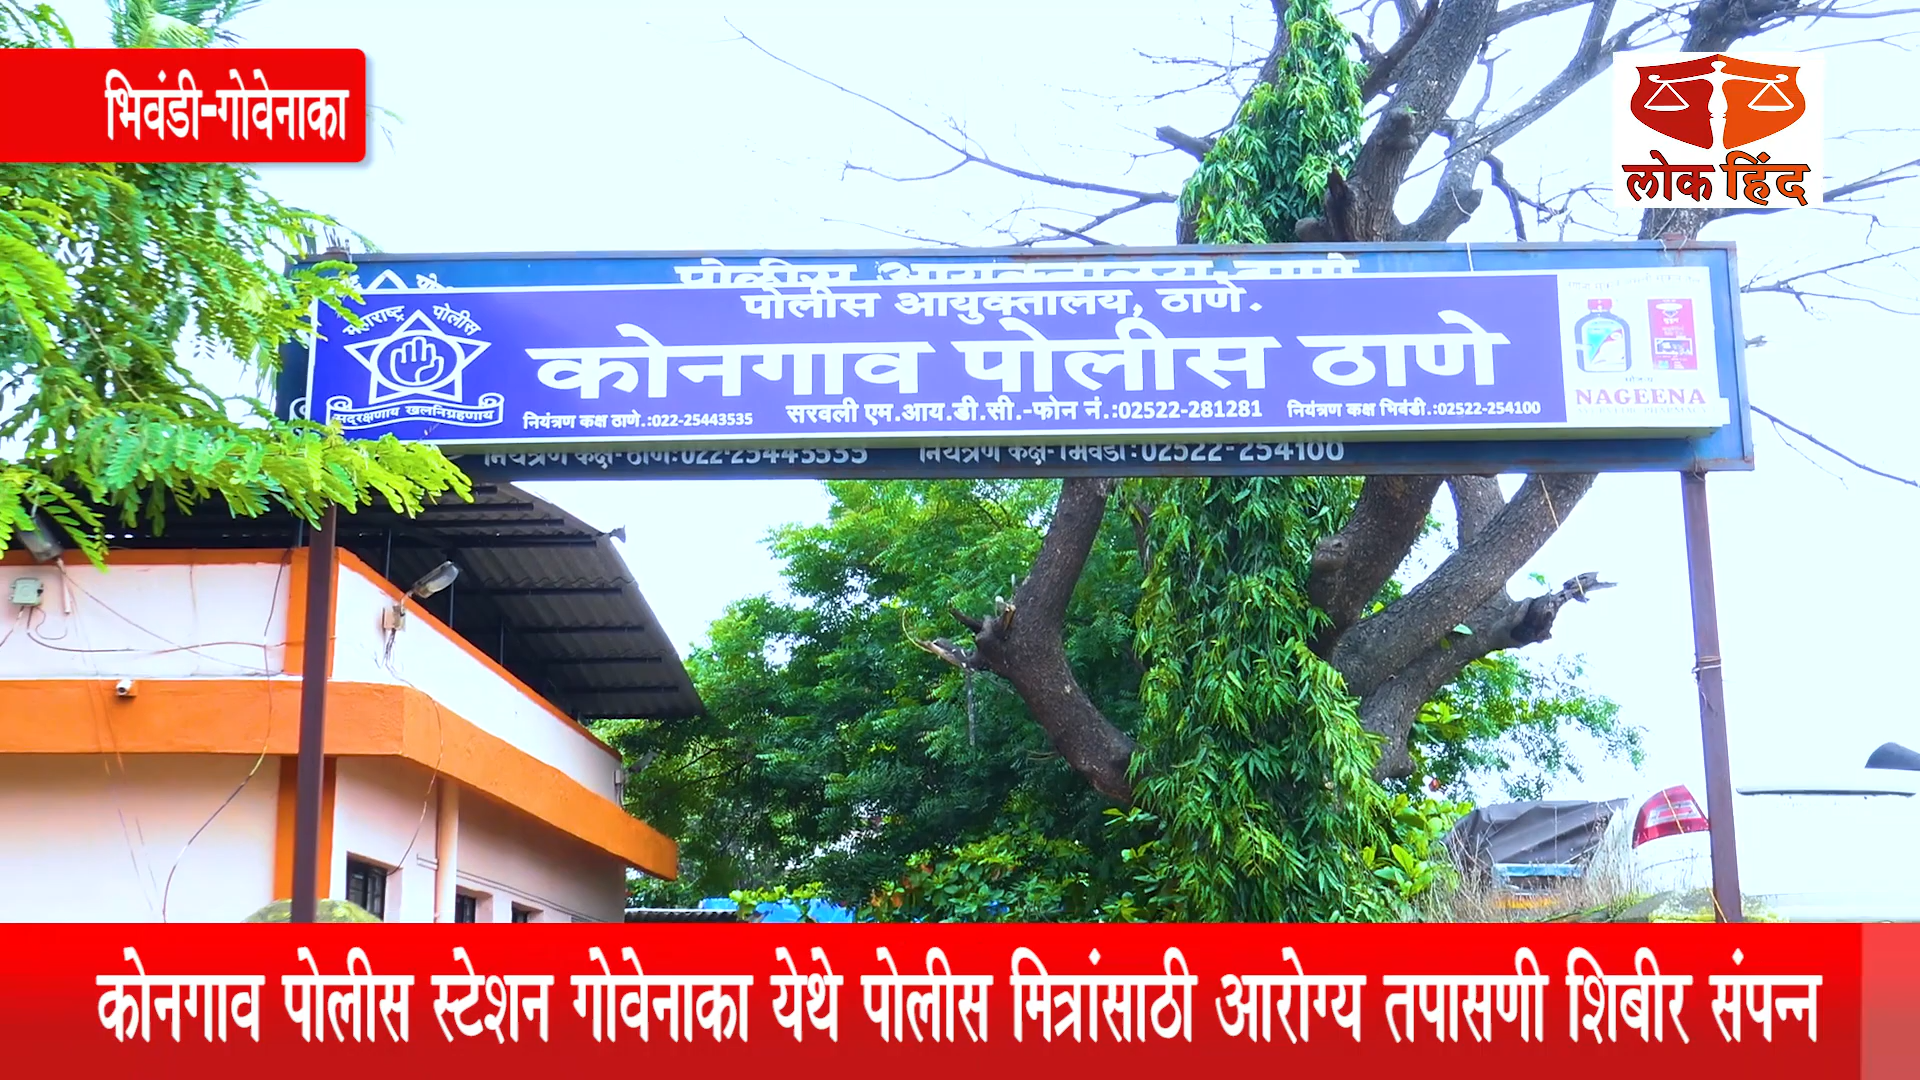 भिवंडी-गोवेनाका
लोक हिंद
पोलीस आयुक्तालय, ठाणे.
महाराष्ट्र पोलीस
कोनगाव पोलीस ठाणे
सद्‌रक्षणाय खलनिग्रहणाय
नियंत्रण कक्ष ठाणे.:022-25443535 सरवली एम.आय.डी.सी.-फोन नं.:02522-281281 नियंत्रण कक्ष भिवंडी.:02522-254100
NAGEENA
नियंत्रण कक्ष- ठाणे:022-25443535 नियंत्रण कक्ष-भिवंडी:02522-254100
कोनगाव पोलीस स्टेशन गोवेनाका येथे पोलीस मित्रांसाठी आरोग्य तपासणी शिबीर संपन्न